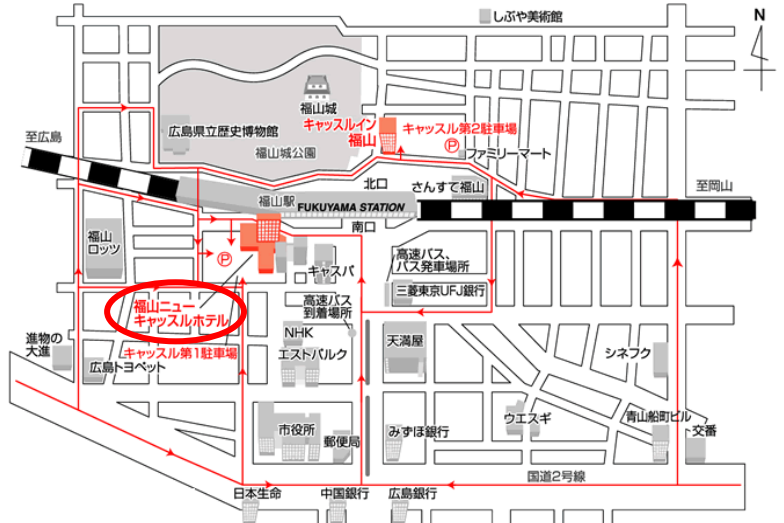 しぶや美術館
N
福山城
広島県立歴史博物館
キャッスルイン
福山
キャッスル第2駐車場
P
ファミリーマート
至広島
福山城公園
北口
さんすて福山
至岡山
福山駅
FUKUYAMA STATION
南口
福山
ロッツ
P
キャスパ
高速バス、
バス発車場所
三菱東京UFJ銀行
福山ニュー
キャッスルホテル
高速バス
到着場所
NHK
天満屋
進物の
大進
キャッスル第1駐車場
エストパルク
シネフク
広島トヨペット
市役所
郵便局
みずほ銀行
ウエスギ
青山船町ビル
交番
国道2号線
日本生命
中国銀行
広島銀行